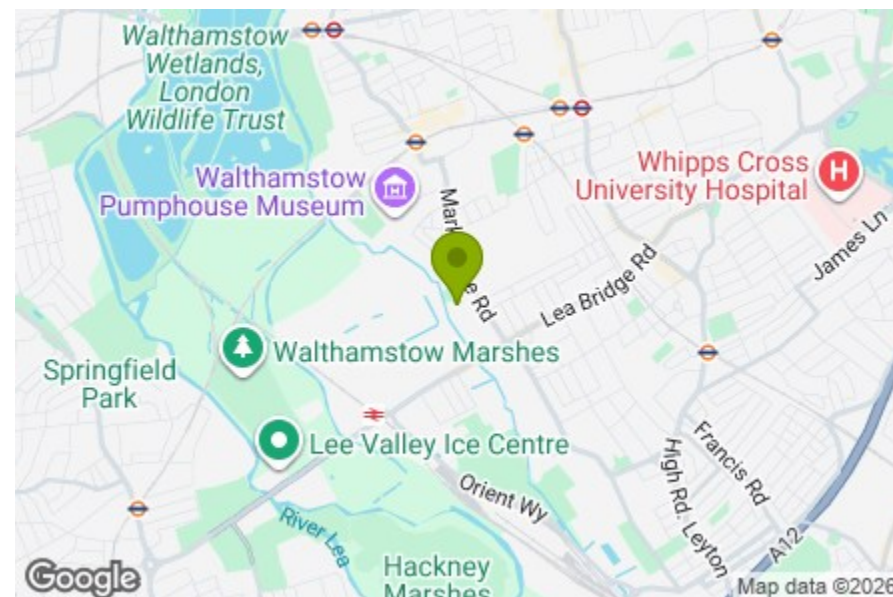 Walthamstow
Wetlands,
London
Wildlife Trust
Walthamstow
Pumphouse Museum
Whipps Cross
University Hospital
H
James Ln
Lea Bridge Rd
Walthamstow Marshes
Springfield
Park
Lee Valley Ice Centre
Orient Wy
High Rd. Leyton
Francis Rd
A12
River Lea
Hackney
Marshes
Google
Map data ©2026